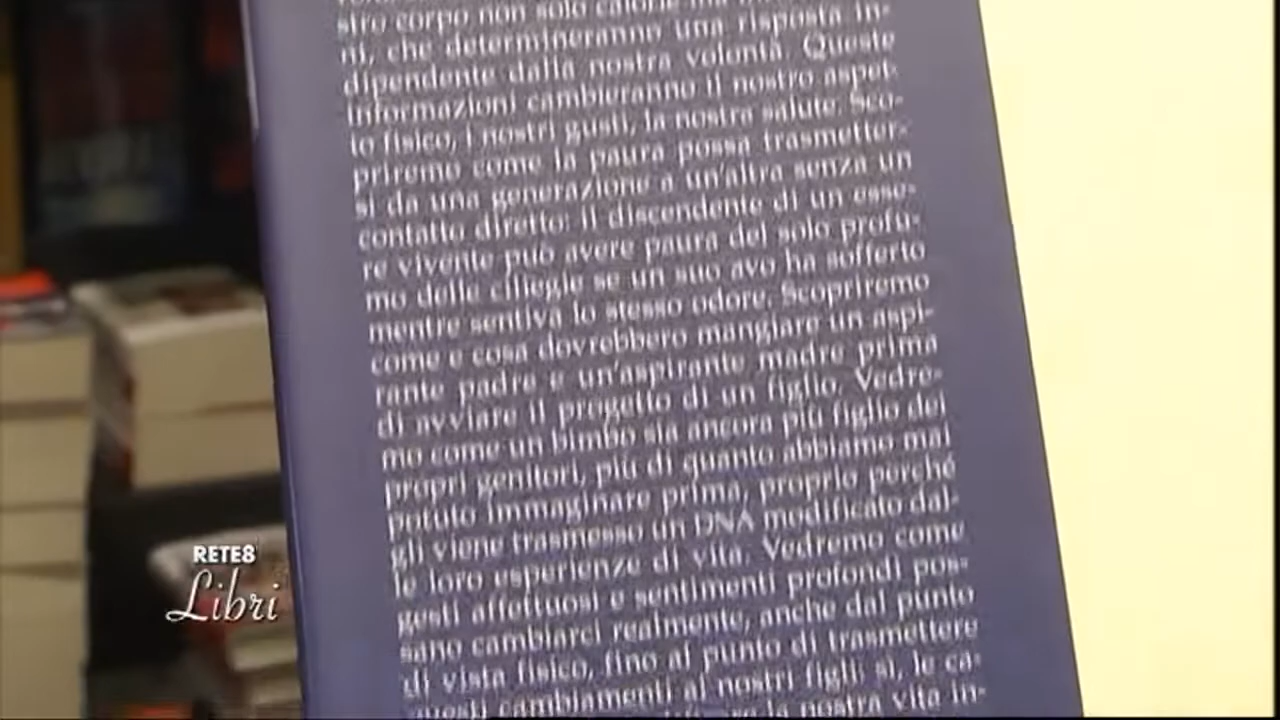 stro corpo non solo calorie ma
ni, che determineranno una risposta in-
dipendente dalla nostra volontà. Queste
informazioni cambieranno il nostro aspet-
to fisico, i nostri gusti, la nostra salute. Sco-
priremo come la paura possa trasmetter-
si da una generazione a un'altra senza un
contatto diretto: il discendente di un esse-
re vivente può avere paura del solo profu-
mo delle ciliegie se un suo avo ha sofferto
mentre sentiva lo stesso odore. Scopriremo
come e cosa dovrebbero mangiare un aspi-
rante padre e un'aspirante madre prima
di avviare il progetto di un figlio. Vedre-
mo come un bimbo sia ancora più figlio dei
propri genitori, più di quanto abbiamo mai
potuto immaginare prima, proprio perché
gli viene trasmesso un DNA modificato dal-
le loro esperienze di vita. Vedremo come
gesti affettuosi e sentimenti profondi pos-
sano cambiarci realmente, anche dal punto
di vista fisico, fino al punto di trasmettere
questi cambiamenti ai nostri figli: sì, le ca-
la nostra vita in-
RETE8
Libri